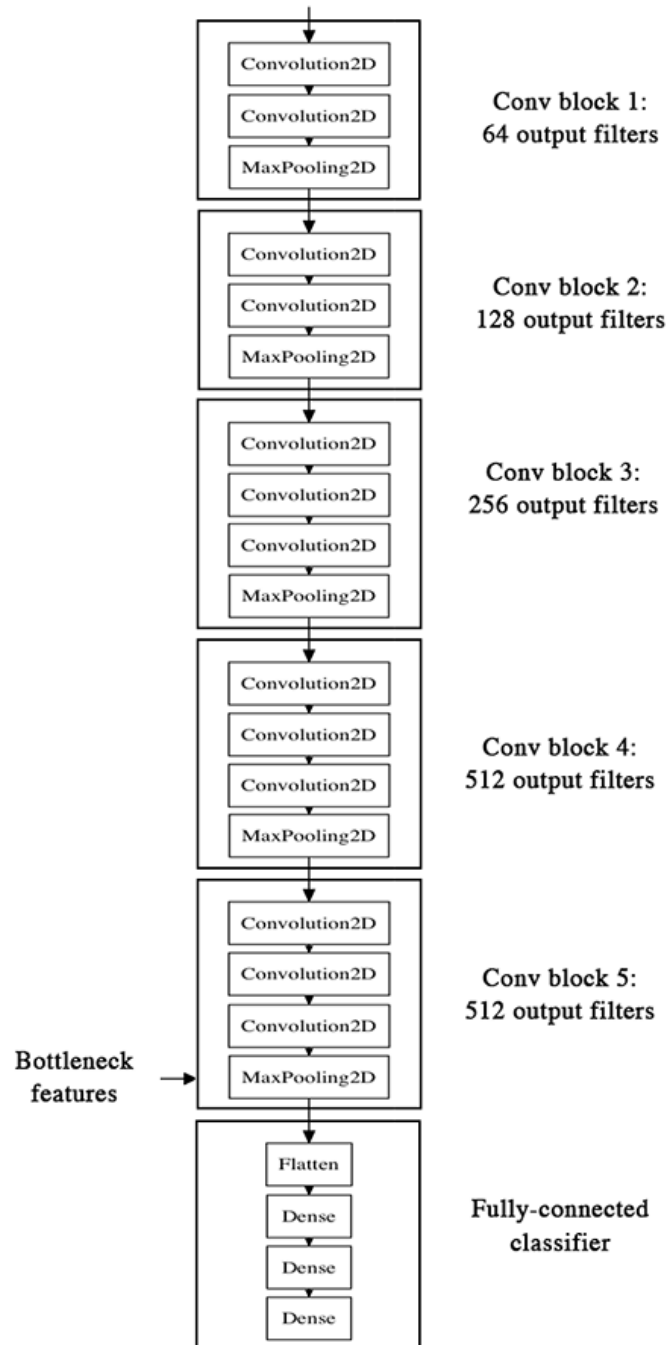 Convolution2D
Convolution2D
MaxPooling2D
Conv block 1:
64 output filters
Convolution2D
Convolution2D
MaxPooling2D
Conv block 2:
128 output filters
Convolution2D
Convolution2D
Convolution2D
MaxPooling2D
Conv block 3:
256 output filters
Convolution2D
Convolution2D
Convolution2D
MaxPooling2D
Conv block 4:
512 output filters
Convolution2D
Convolution2D
Convolution2D
MaxPooling2D
Conv block 5:
512 output filters
Bottleneck
features
Flatten
Dense
Dense
Dense
Fully-connected
classifier